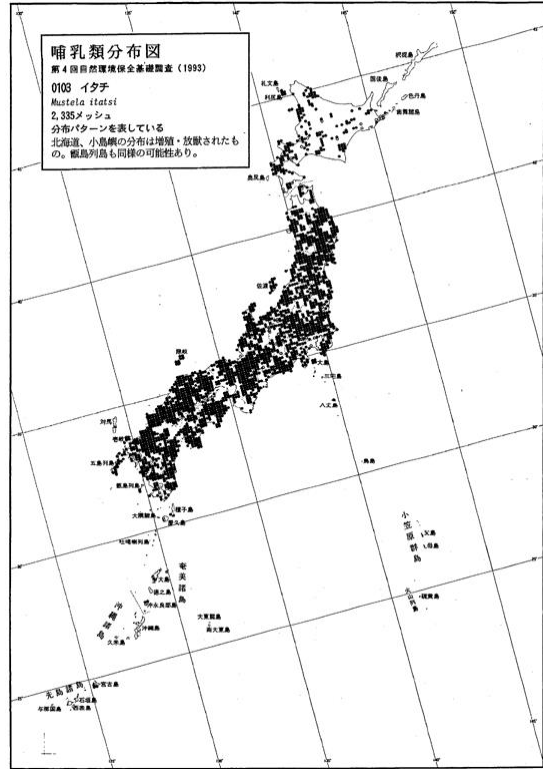 哺乳類分布図
第4回自然環境保全基礎調査（1993）
0103 イタチ
Mustela itatsi
2,335メッシュ
分布パターンを表している
北海道、小島嶼の分布は増殖・放獣されたも
の。甑島列島も同様の可能性あり。
択捉島
国後島
色丹島
歯舞諸島
礼文島
利尻島
奥尻島
佐渡
隠岐
大島
三宅島
八丈島
対馬
壱岐
五島列島
甑島列島
鳥島
種子島
大隅諸島
屋久島
吐噶喇列島
小笠原群島
父島
母島
硫黄島
奄美諸島
大島
徳之島
沖永良部島
沖縄島
久米島
大東諸島
南大東島
先島諸島
宮古島
石垣島
西表島
与那国島